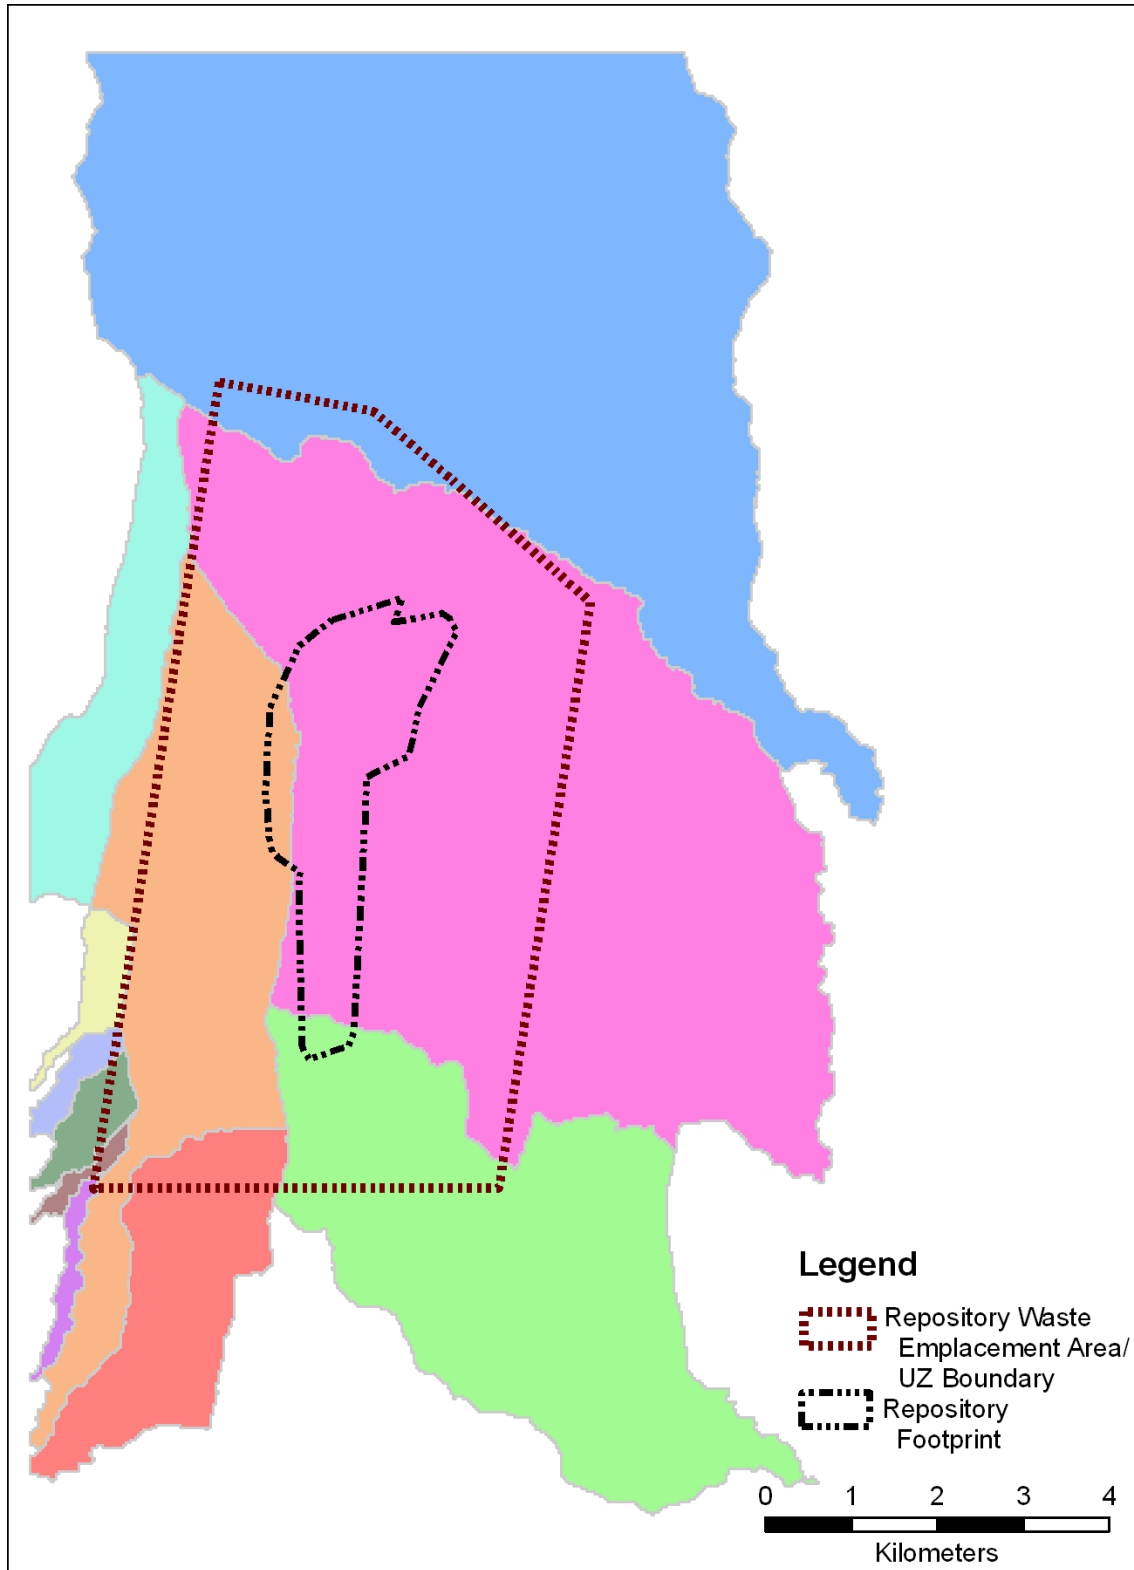 Legend
Repository Waste
Emplacement Area/
UZ Boundary
Repository
Footprint
0 1 2 3 4
Kilometers